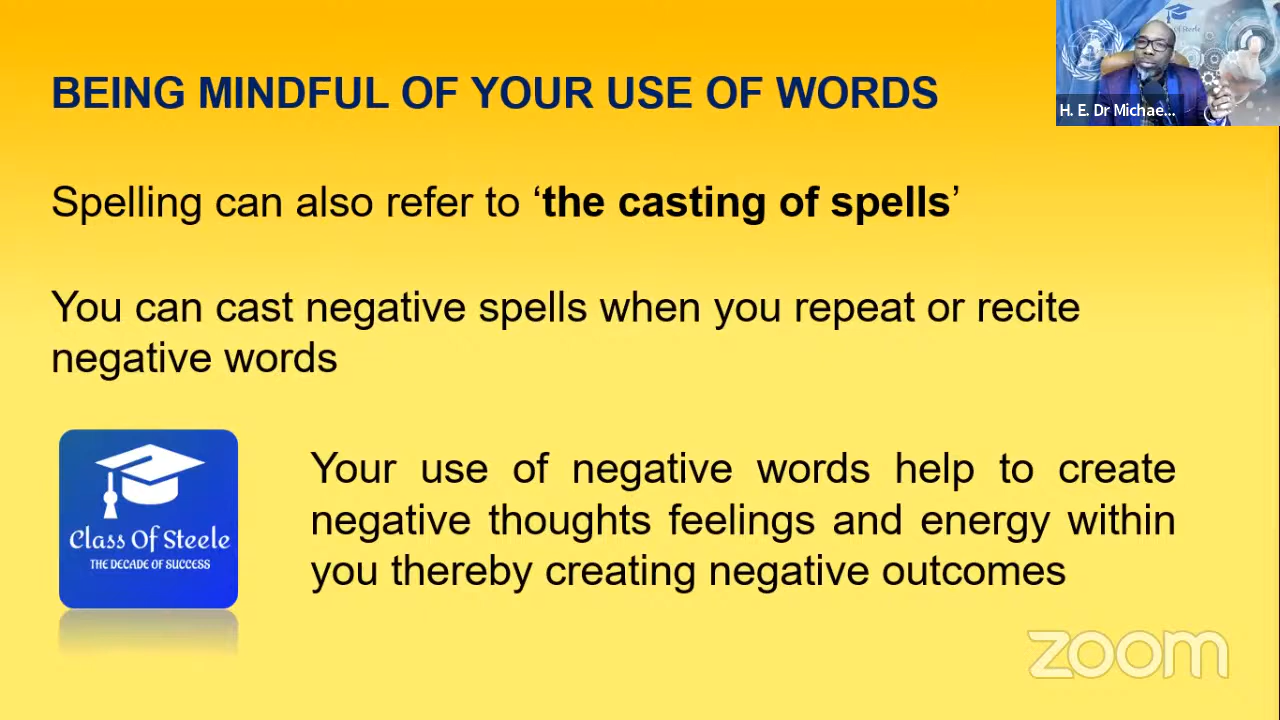 BEING MINDFUL OF YOUR USE OF WORDS
H. E. Dr Michae...
Spelling can also refer to ‘the casting of spells’
You can cast negative spells when you repeat or recite
negative words
Class Of Steele
THE DECADE OF SUCCESS
Your use of negative words help to create
negative thoughts feelings and energy within
you thereby creating negative outcomes
zoom